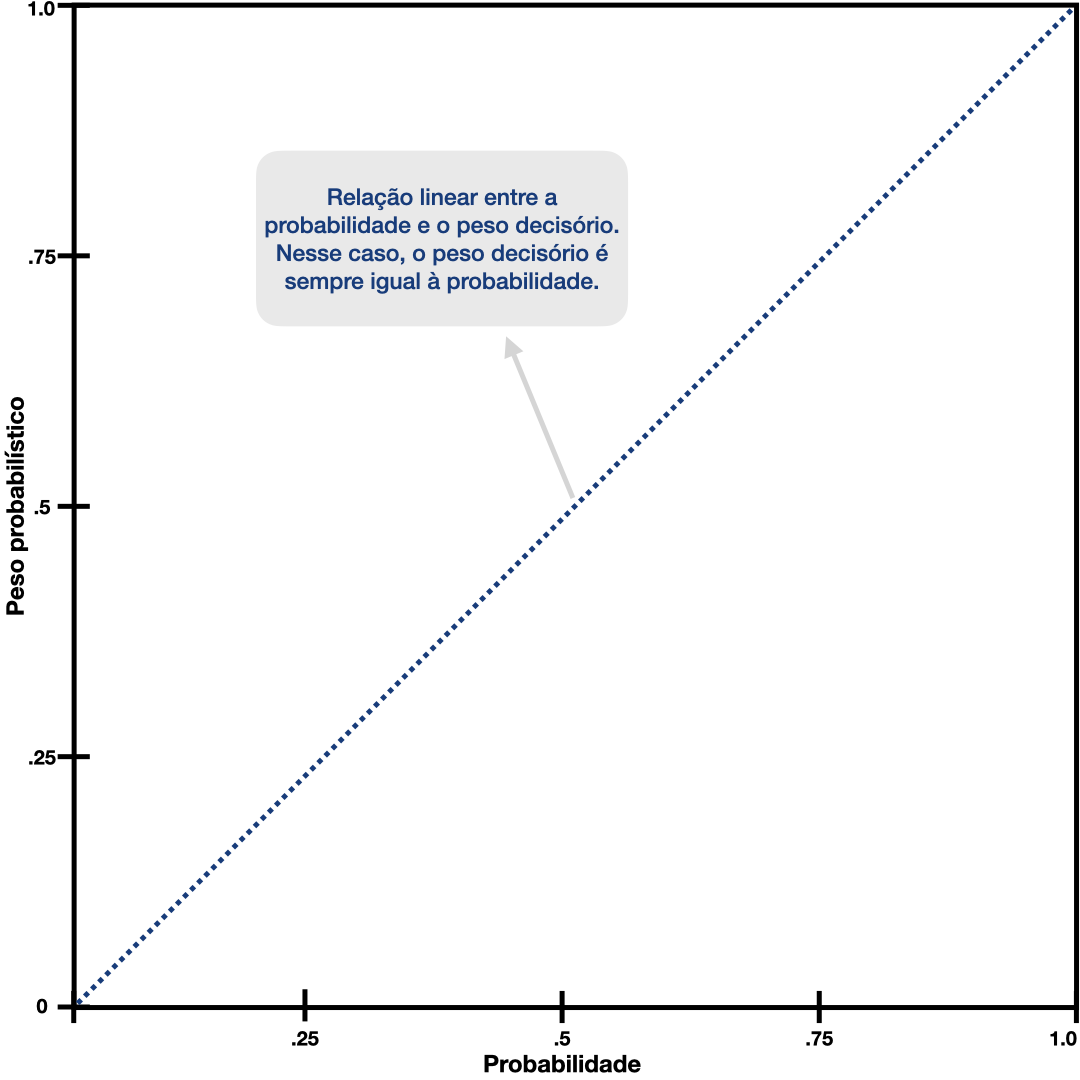 1.0
Relação linear entre a
probabilidade e o peso decisório.
Nesse caso, o peso decisório é
sempre igual à probabilidade.
.75
Peso probabilístico
.5
.25
0
.25 .5 .75 1.0
Probabilidade